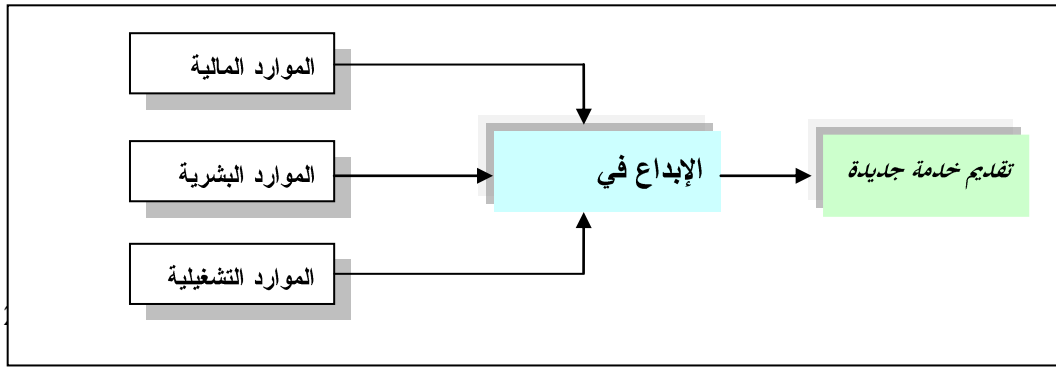 الموارد المالية
الموارد البشرية
الموارد التشغيلية
الإبداع في
تقديم خدمة جديدة